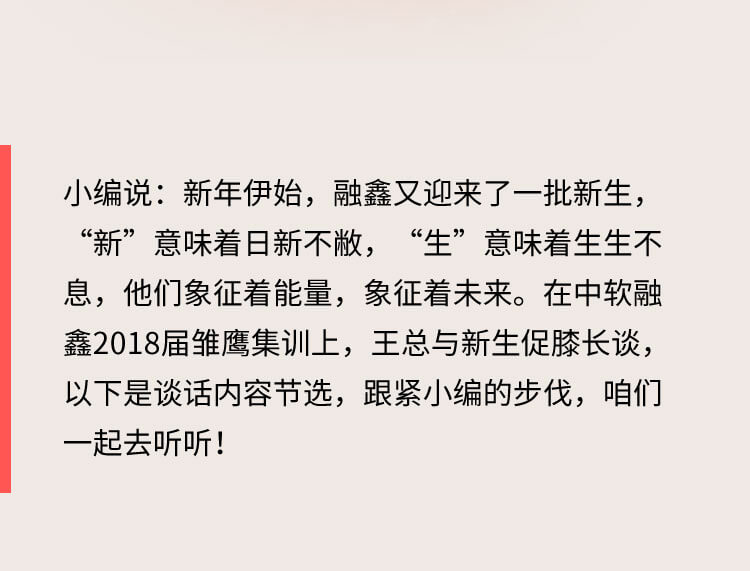 小编说：新年伊始，融鑫又迎来了一批新生，
“新”意味着日新不敝，“生”意味着生生不
息，他们象征着能量，象征着未来。在中软融
鑫2018届雏鹰集训上，王总与新生促膝长谈，
以下是谈话内容节选，跟紧小编的步伐，咱们
一起去听听！